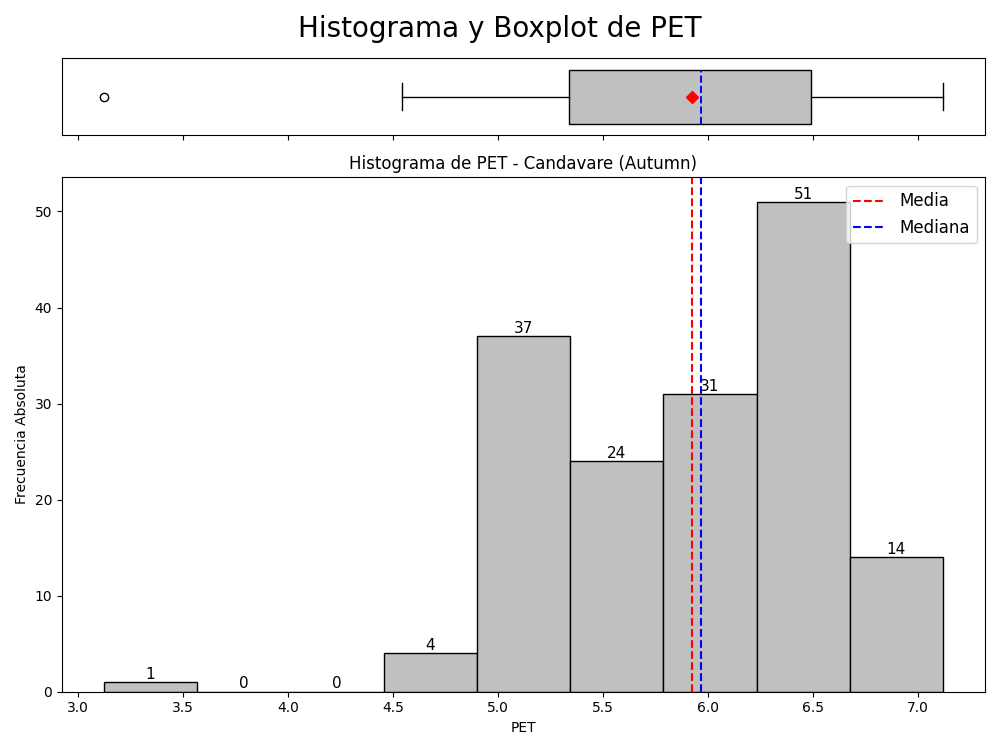 Histograma y Boxplot de PET
Histograma de PET - Candavare (Autumn)
Media
Mediana
Frecuencia Absoluta
50
40
30
20
10
0
1
0
0
4
37
24
31
51
14
3.0 3.5 4.0 4.5 5.0 5.5 6.0 6.5 7.0
PET